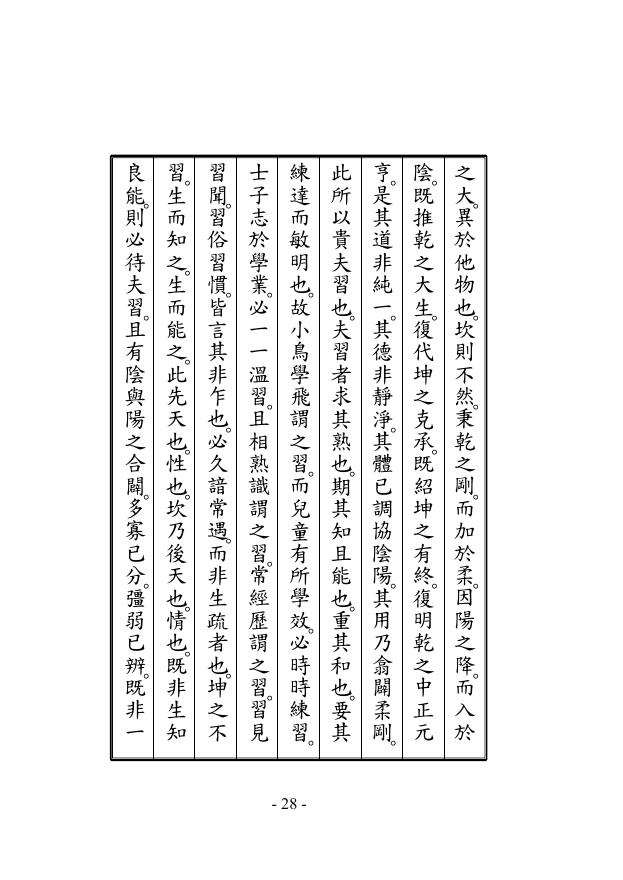 之大。異於他物也。坎則不然。秉乾之剛。而加於柔。因陽之降。而入於
陰。既推乾之大生。復代坤之克承。既紹坤之有終。復明乾之中正元
亨。是其道非純一。其德非靜淨。其體已調協陰陽。其用乃翕闢柔剛。
此所以貴夫習也。夫習者求其熟也。期其知且能也。重其和也。要其
練達而敏明也。故小鳥學飛謂之習。而兒童有所學效。必時時練習。
士子志於學業。必一一溫習。且相熟識謂之習。常經歷謂之習。習見
習聞。習俗習慣。皆言其非乍也。必久諳常遇。而非生疏者也。坤之不
習。生而知之。生而能之。此先天也。性也。坎乃後天也。情也。既非生知
良能。則必待夫習。且有陰與陽之合闢。多寡已分。彊弱已辨。既非一
- 28 -